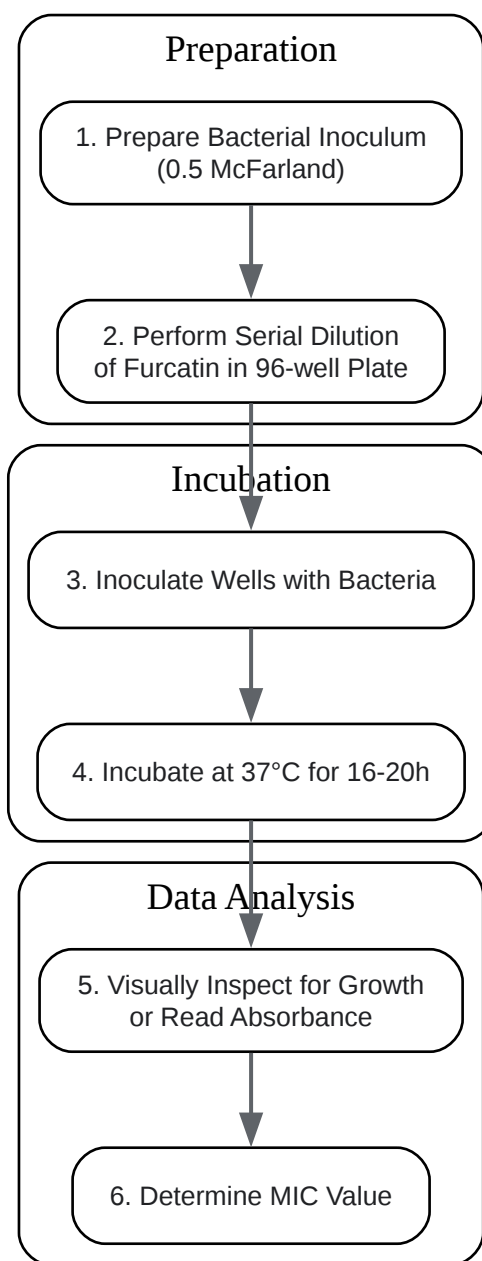 Preparation
1. Prepare Bacterial Inoculum
(0.5 McFarland)
2. Perform Serial Dilution
of Furcatin in 96-well Plate
Incubation
3. Inoculate Wells with Bacteria
4. Incubate at 37°C for 16-20h
Data Analysis
5. Visually Inspect for Growth
or Read Absorbance
6. Determine MIC Value